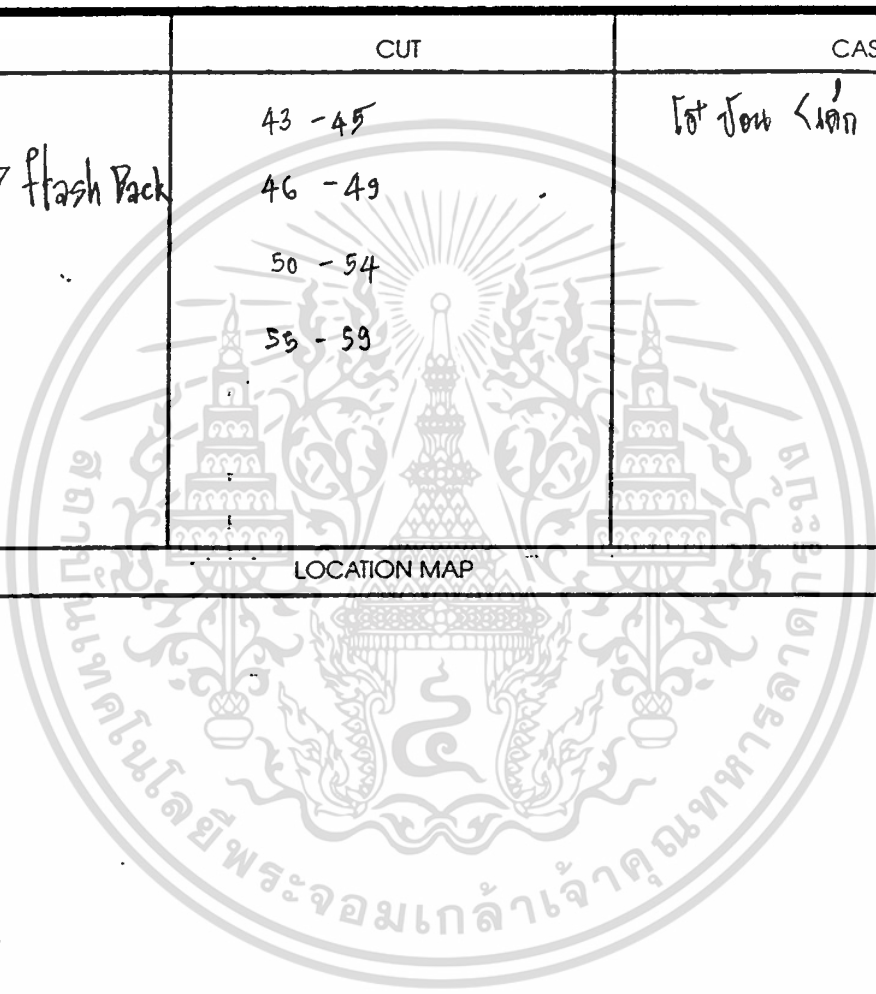 CUT CAS
43 - 45 โอ๋ ป้อน <เด็ก
flash Back 46 - 49
50 - 54
55 - 59
LOCATION MAP
สถาบันเทคโนโลยีพระจอมเกล้าเจ้าคุณทหารลาดกระบัง
๔